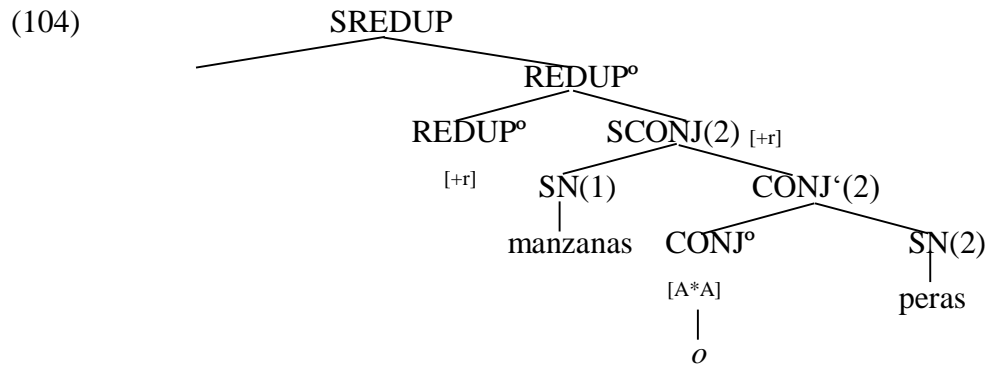 (104) SREDUP
REDUPº
REDUPº SCONJ(2) [+r]
[+r] SN(1) CONJ‘(2)
manzanas CONJº SN(2)
[A*A] peras
o